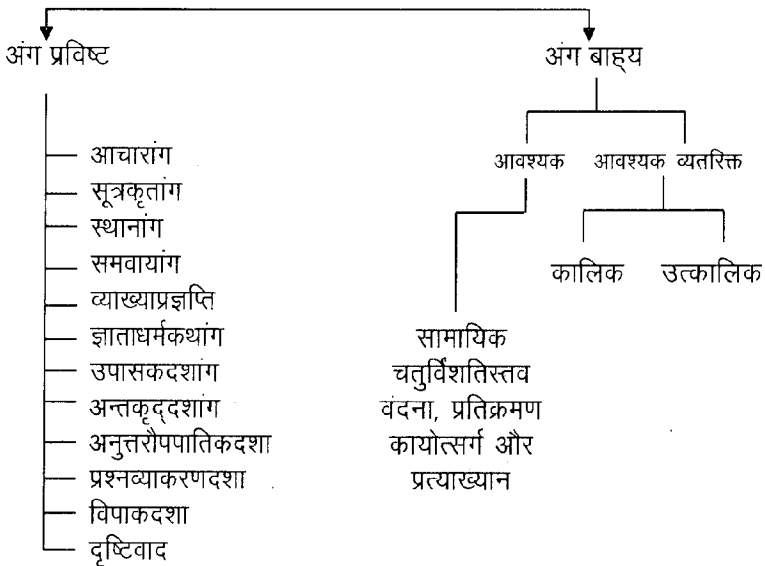 अंग प्रविष्ट
आचारांग
सूत्रकृतांग
स्थानांग
समवायांग
व्याख्याप्रज्ञप्ति
ज्ञाताधर्मकथांग
उपासकदशांग
अन्तकृद्दशांग
अनुत्तरौपपातिकदशा
प्रश्नव्याकरणदशा
विपाकदशा
दृष्टिवाद
अंग बाह्य
आवश्यक
सामायिक
चतुर्विंशतिस्तव
वंदना, प्रतिक्रमण
कायोत्सर्ग और
प्रत्याख्यान
आवश्यक व्यतरिक्त
कालिक
उत्कालिक